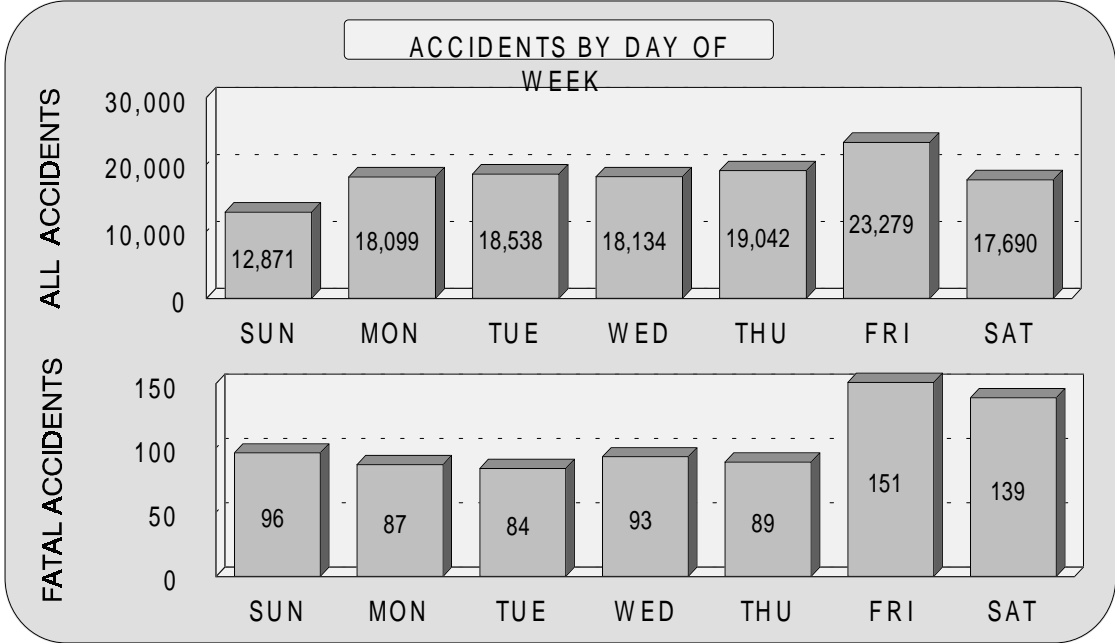 ACCIDENTS BY DAY OF
WEEK
ALL ACCIDENTS
30,000
20,000
10,000
0
12,871 18,099 18,538 18,134 19,042 23,279 17,690
SUN MON TUE WED THU FRI SAT
FATAL ACCIDENTS
150
100
50
0
96 87 84 93 89 151 139
SUN MON TUE WED THU FRI SAT